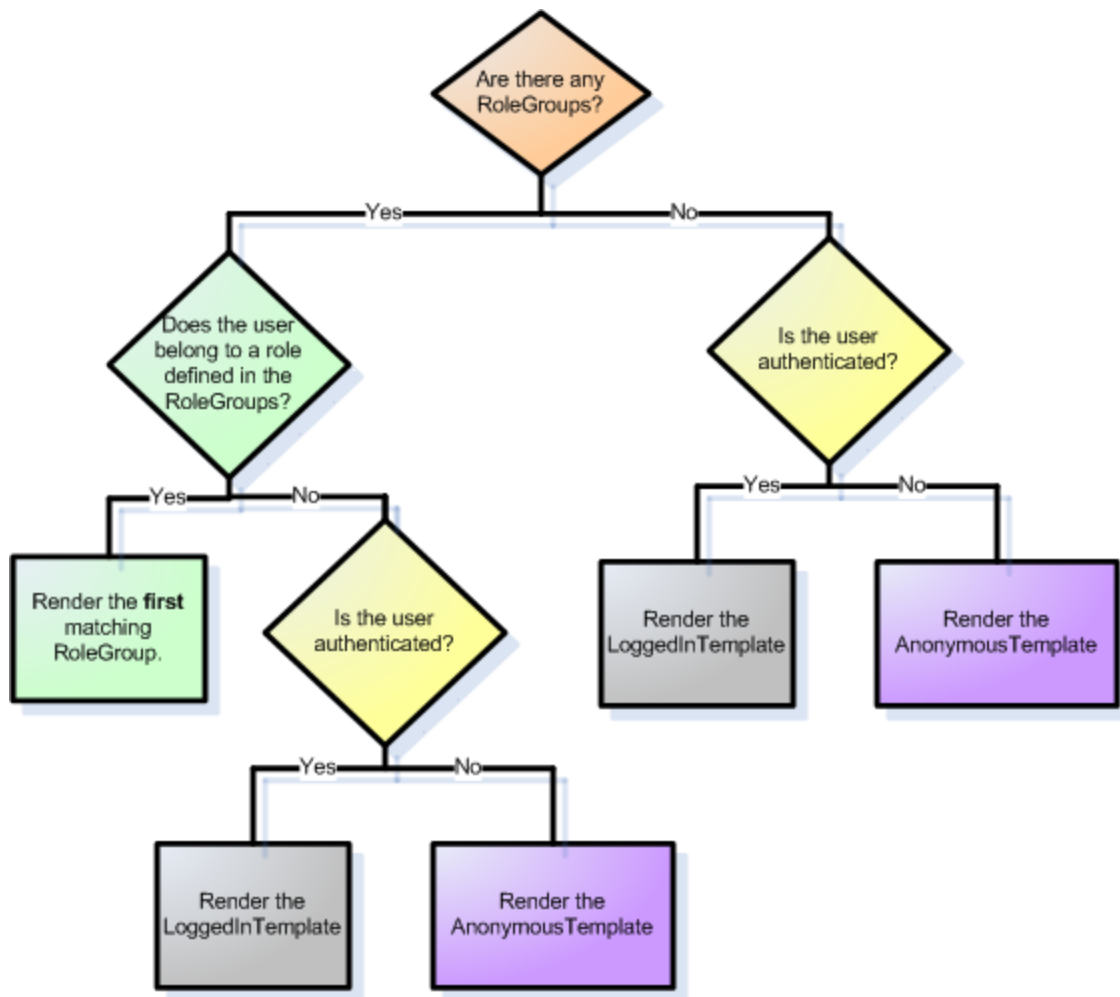 Are there any
RoleGroups?
Yes
No
Does the user
belong to a role
defined in the
RoleGroups?
Is the user
authenticated?
Yes
No
Yes
No
Render the first
matching
RoleGroup.
Is the user
authenticated?
Render the
LoggedInTemplate
Render the
AnonymousTemplate
Yes
No
Render the
LoggedInTemplate
Render the
AnonymousTemplate